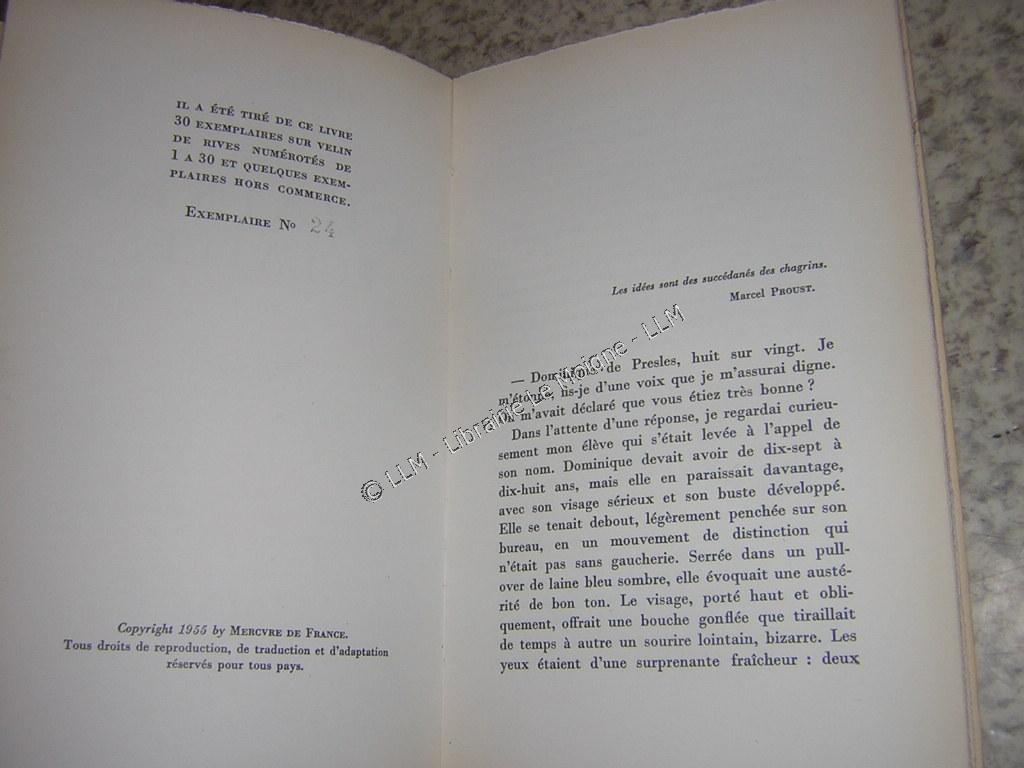 IL A ÉTÉ TIRÉ DE CE LIVRE
30 EXEMPLAIRES SUR VELIN
DE RIVES NUMÉROTÉS DE
1 A 30 ET QUELQUES EXEM-
PLAIRES HORS COMMERCE.
EXEMPLAIRE No 24
Copyright 1955 by MERCVRE DE FRANCE.
Tous droits de reproduction, de traduction et d'adaptation
réservés pour tous pays.
Les idées sont des succédanés des chagrins.
Marcel PROUST.
— Dominique de Presles, huit sur vingt. Je
m'étonne, fis-je d'une voix que je m'assurai digne.
m'avait déclaré que vous étiez très bonne ?
Dans l'attente d'une réponse, je regardai curieu-
sement mon élève qui s'était levée à l'appel de
son nom. Dominique devait avoir de dix-sept à
dix-huit ans, mais elle en paraissait davantage,
avec son visage sérieux et son buste développé.
Elle se tenait debout, légèrement penchée sur son
bureau, en un mouvement de distinction qui
n'était pas sans gaucherie. Serrée dans un pull-
over de laine bleu sombre, elle évoquait une austé-
rité de bon ton. Le visage, porté haut et obli-
quement, offrait une bouche gonflée que tiraillait
de temps à autre un sourire lointain, bizarre. Les
yeux étaient d'une surprenante fraîcheur : deux
© LLM - Librairie Le Moigne - LLM